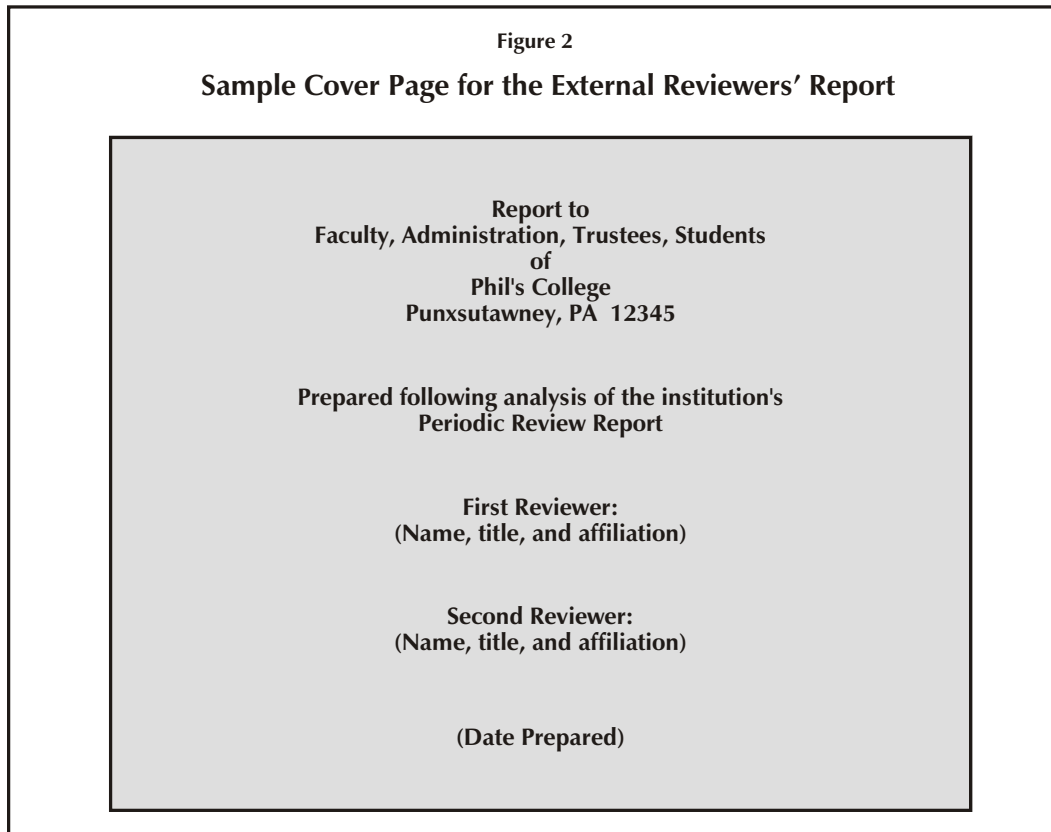 Figure 2
Sample Cover Page for the External Reviewers’ Report
Report to
Faculty, Administration, Trustees, Students
of
Phil's College
Punxsutawney, PA 12345
Prepared following analysis of the institution's
Periodic Review Report
First Reviewer:
(Name, title, and affiliation)
Second Reviewer:
(Name, title, and affiliation)
(Date Prepared)